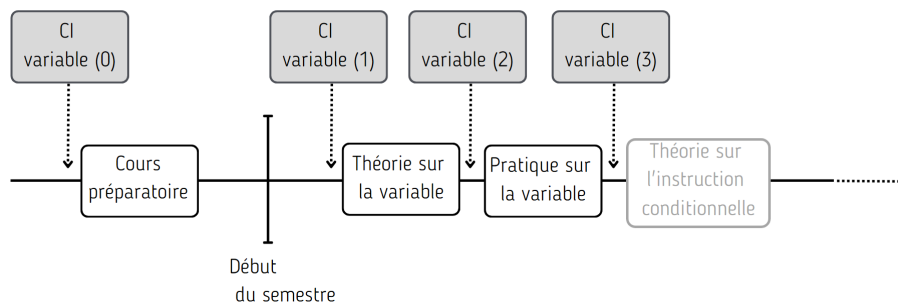 CI
variable (0)
CI
variable (1)
CI
variable (2)
CI
variable (3)
Cours
préparatoire
Théorie sur
la variable
Pratique sur
la variable
Théorie sur
l'instruction
conditionnelle
Début
du semestre